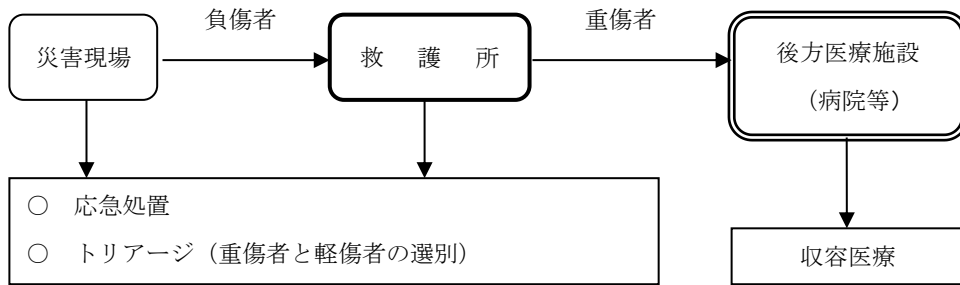 負傷者
重傷者
災害現場
救　護　所
後方医療施設
（病院等）
○　応急処置
○　トリアージ（重傷者と軽傷者の選別）
収容医療